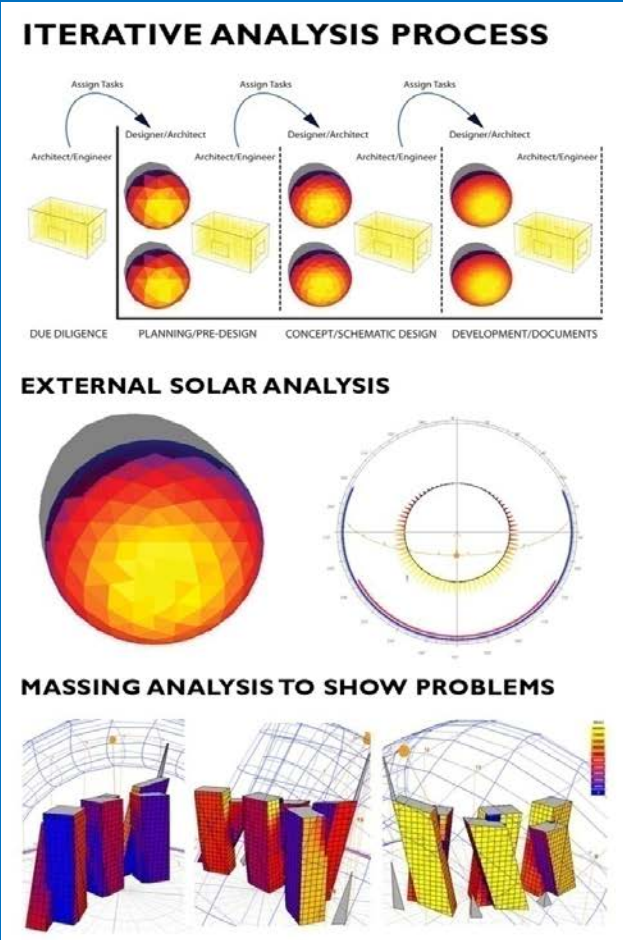 ITERATIVE ANALYSIS PROCESS
Assign Tasks
Assign Tasks
Assign Tasks
Designer/Architect
Designer/Architect
Designer/Architect
Architect/Engineer
Architect/Engineer
Architect/Engineer
Architect/Engineer
DUE DILIGENCE
PLANNING/PRE-DESIGN
CONCEPT/SCHEMATIC DESIGN
DEVELOPMENT/DOCUMENTS
EXTERNAL SOLAR ANALYSIS
MASSING ANALYSIS TO SHOW PROBLEMS